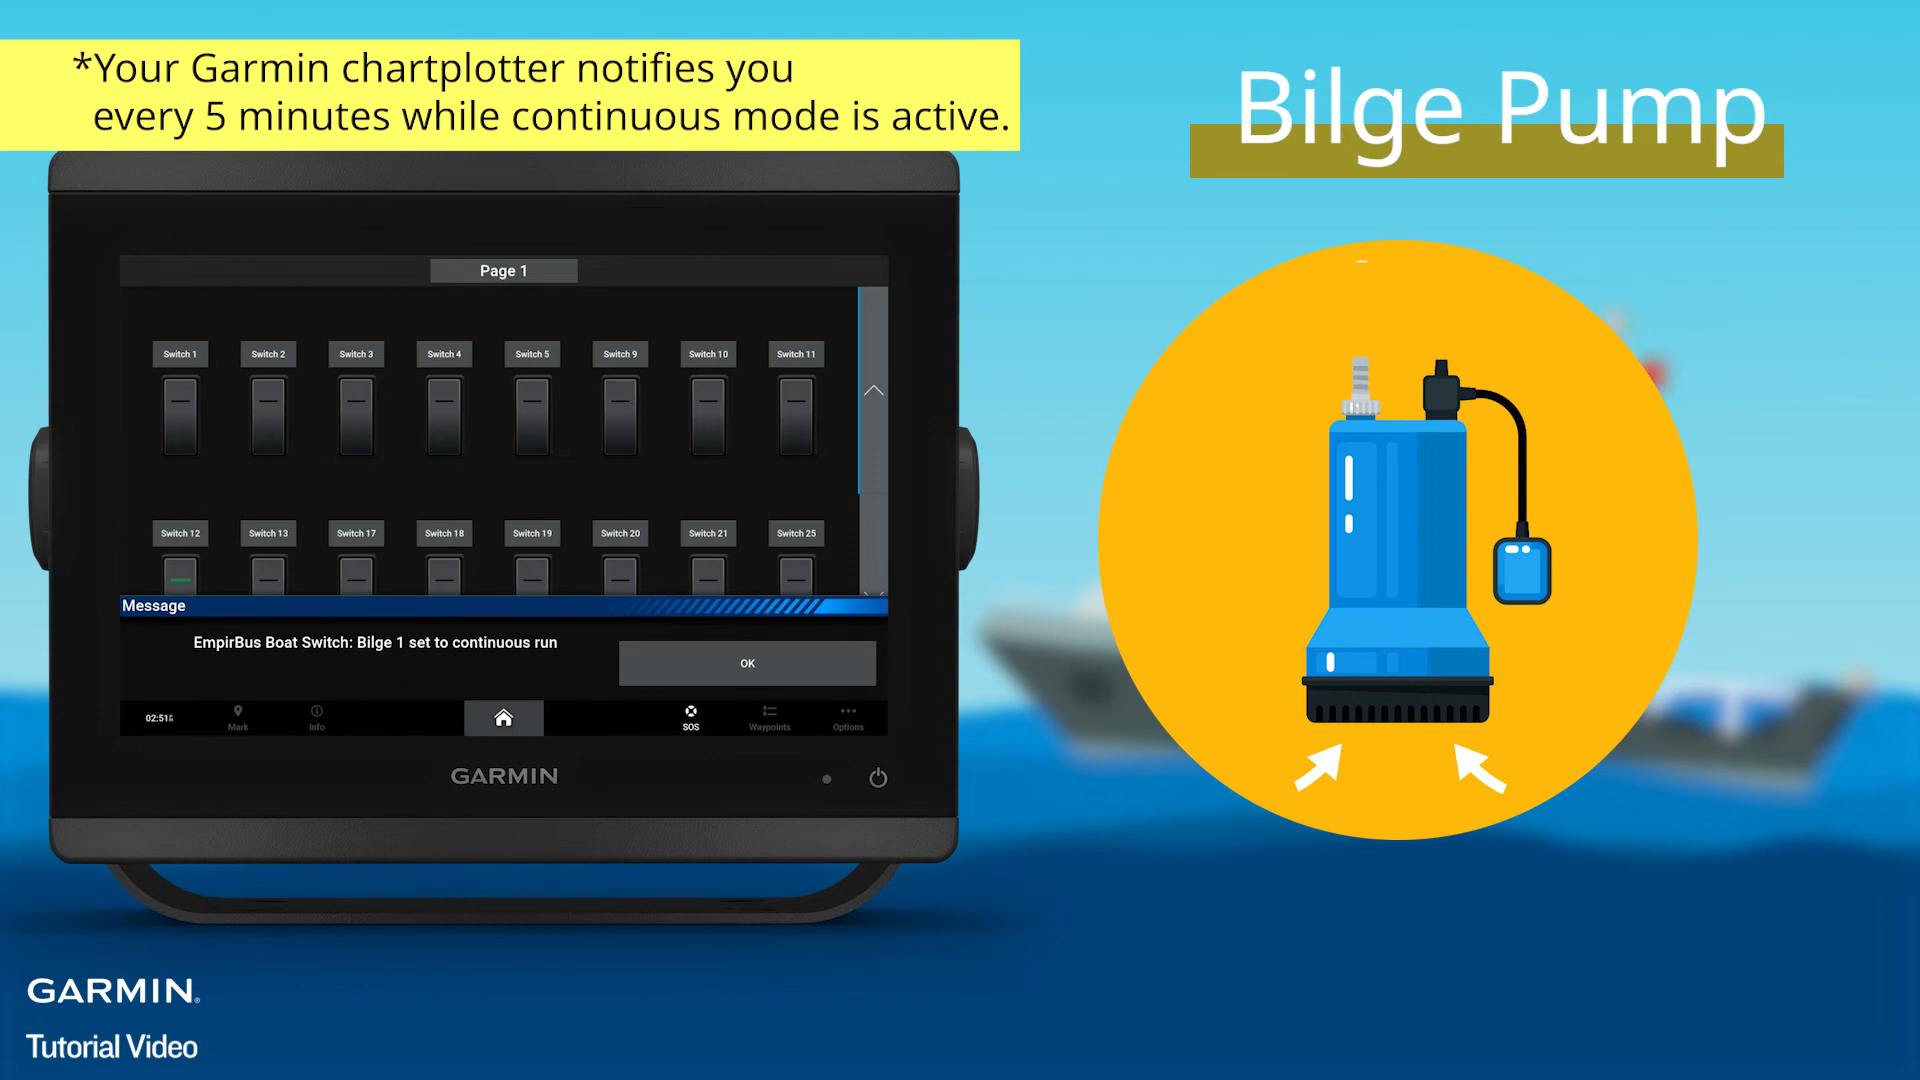 *Your Garmin chartplotter notifies you
every 5 minutes while continuous mode is active.
Bilge Pump
Page 1
Switch 1 Switch 2 Switch 3 Switch 4 Switch 5 Switch 9 Switch 10 Switch 11
Switch 12 Switch 13 Switch 17 Switch 18 Switch 19 Switch 20 Switch 21 Switch 25
Message
EmpirBus Boat Switch: Bilge 1 set to continuous run
OK
02:51
Mark Info SOS Waypoints Options
GARMIN
GARMIN
Tutorial Video